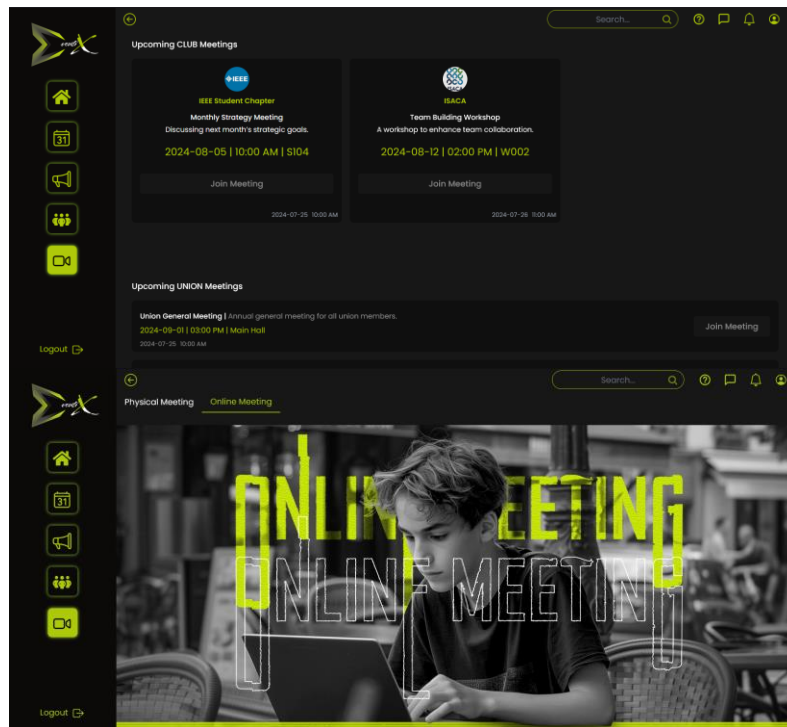 Search...
Upcoming CLUB Meetings
IEEE
IEEE Student Chapter
Monthly Strategy Meeting
Discussing next month's strategic goals.
2024-08-05 | 10:00 AM | S104
Join Meeting
2024-07-25 10:00 AM
ISACA
ISACA
Team Building Workshop
A workshop to enhance team collaboration.
2024-08-12 | 02:00 PM | W002
Join Meeting
2024-07-26 11:00 AM
31
Upcoming UNION Meetings
Union General Meeting | Annual general meeting for all union members.
2024-09-01 | 03:00 PM | Main Hall
2024-07-25 10:00 AM
Join Meeting
Logout
Search...
Physical Meeting Online Meeting
31
ONLINE MEETING
ONLINE MEETING
Logout